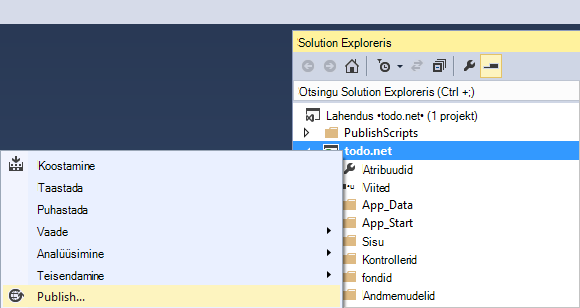 Solution Exploreris
Otsingu Solution Exploreris (Ctrl +;)
Lahendus •todo.net• (1 projekt)
PublishScripts
todo.net
Atribuudid
Viited
App_Data
App_Start
Sisu
Kontrollerid
fondid
Andmemudelid
Koostamine
Taastada
Puhastada
Vaade
Analüüsimine
Teisendamine
Publish...